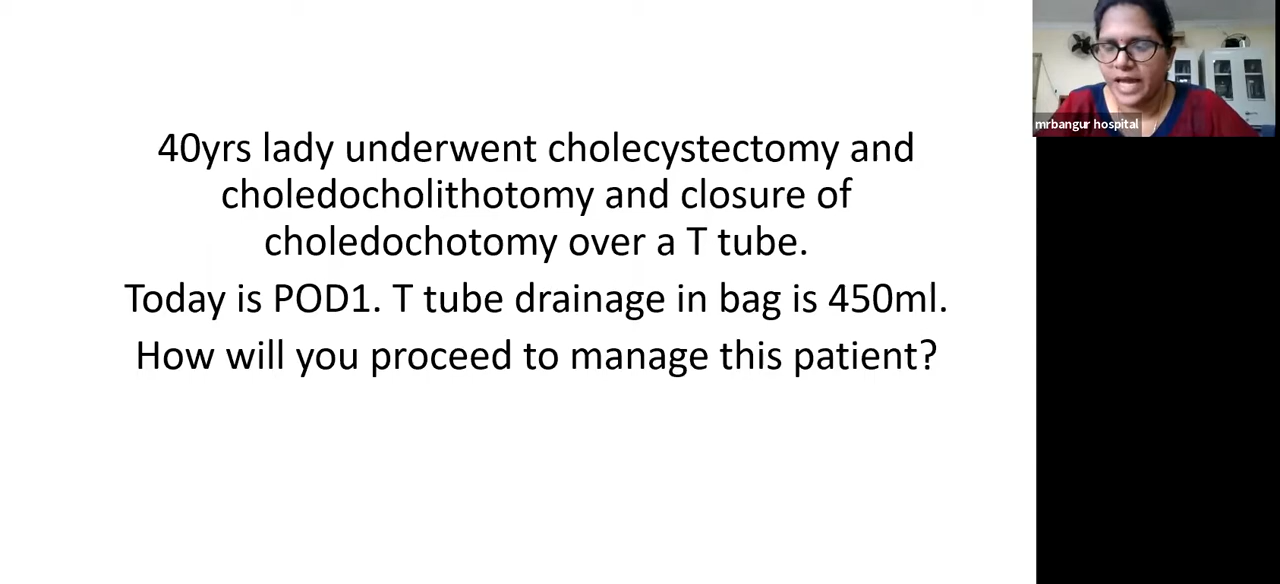 40yrs lady underwent cholecystectomy and
choledocholithotomy and closure of
choledochotomy over a T tube.
Today is POD1. T tube drainage in bag is 450ml.
How will you proceed to manage this patient?
mrbangur hospital